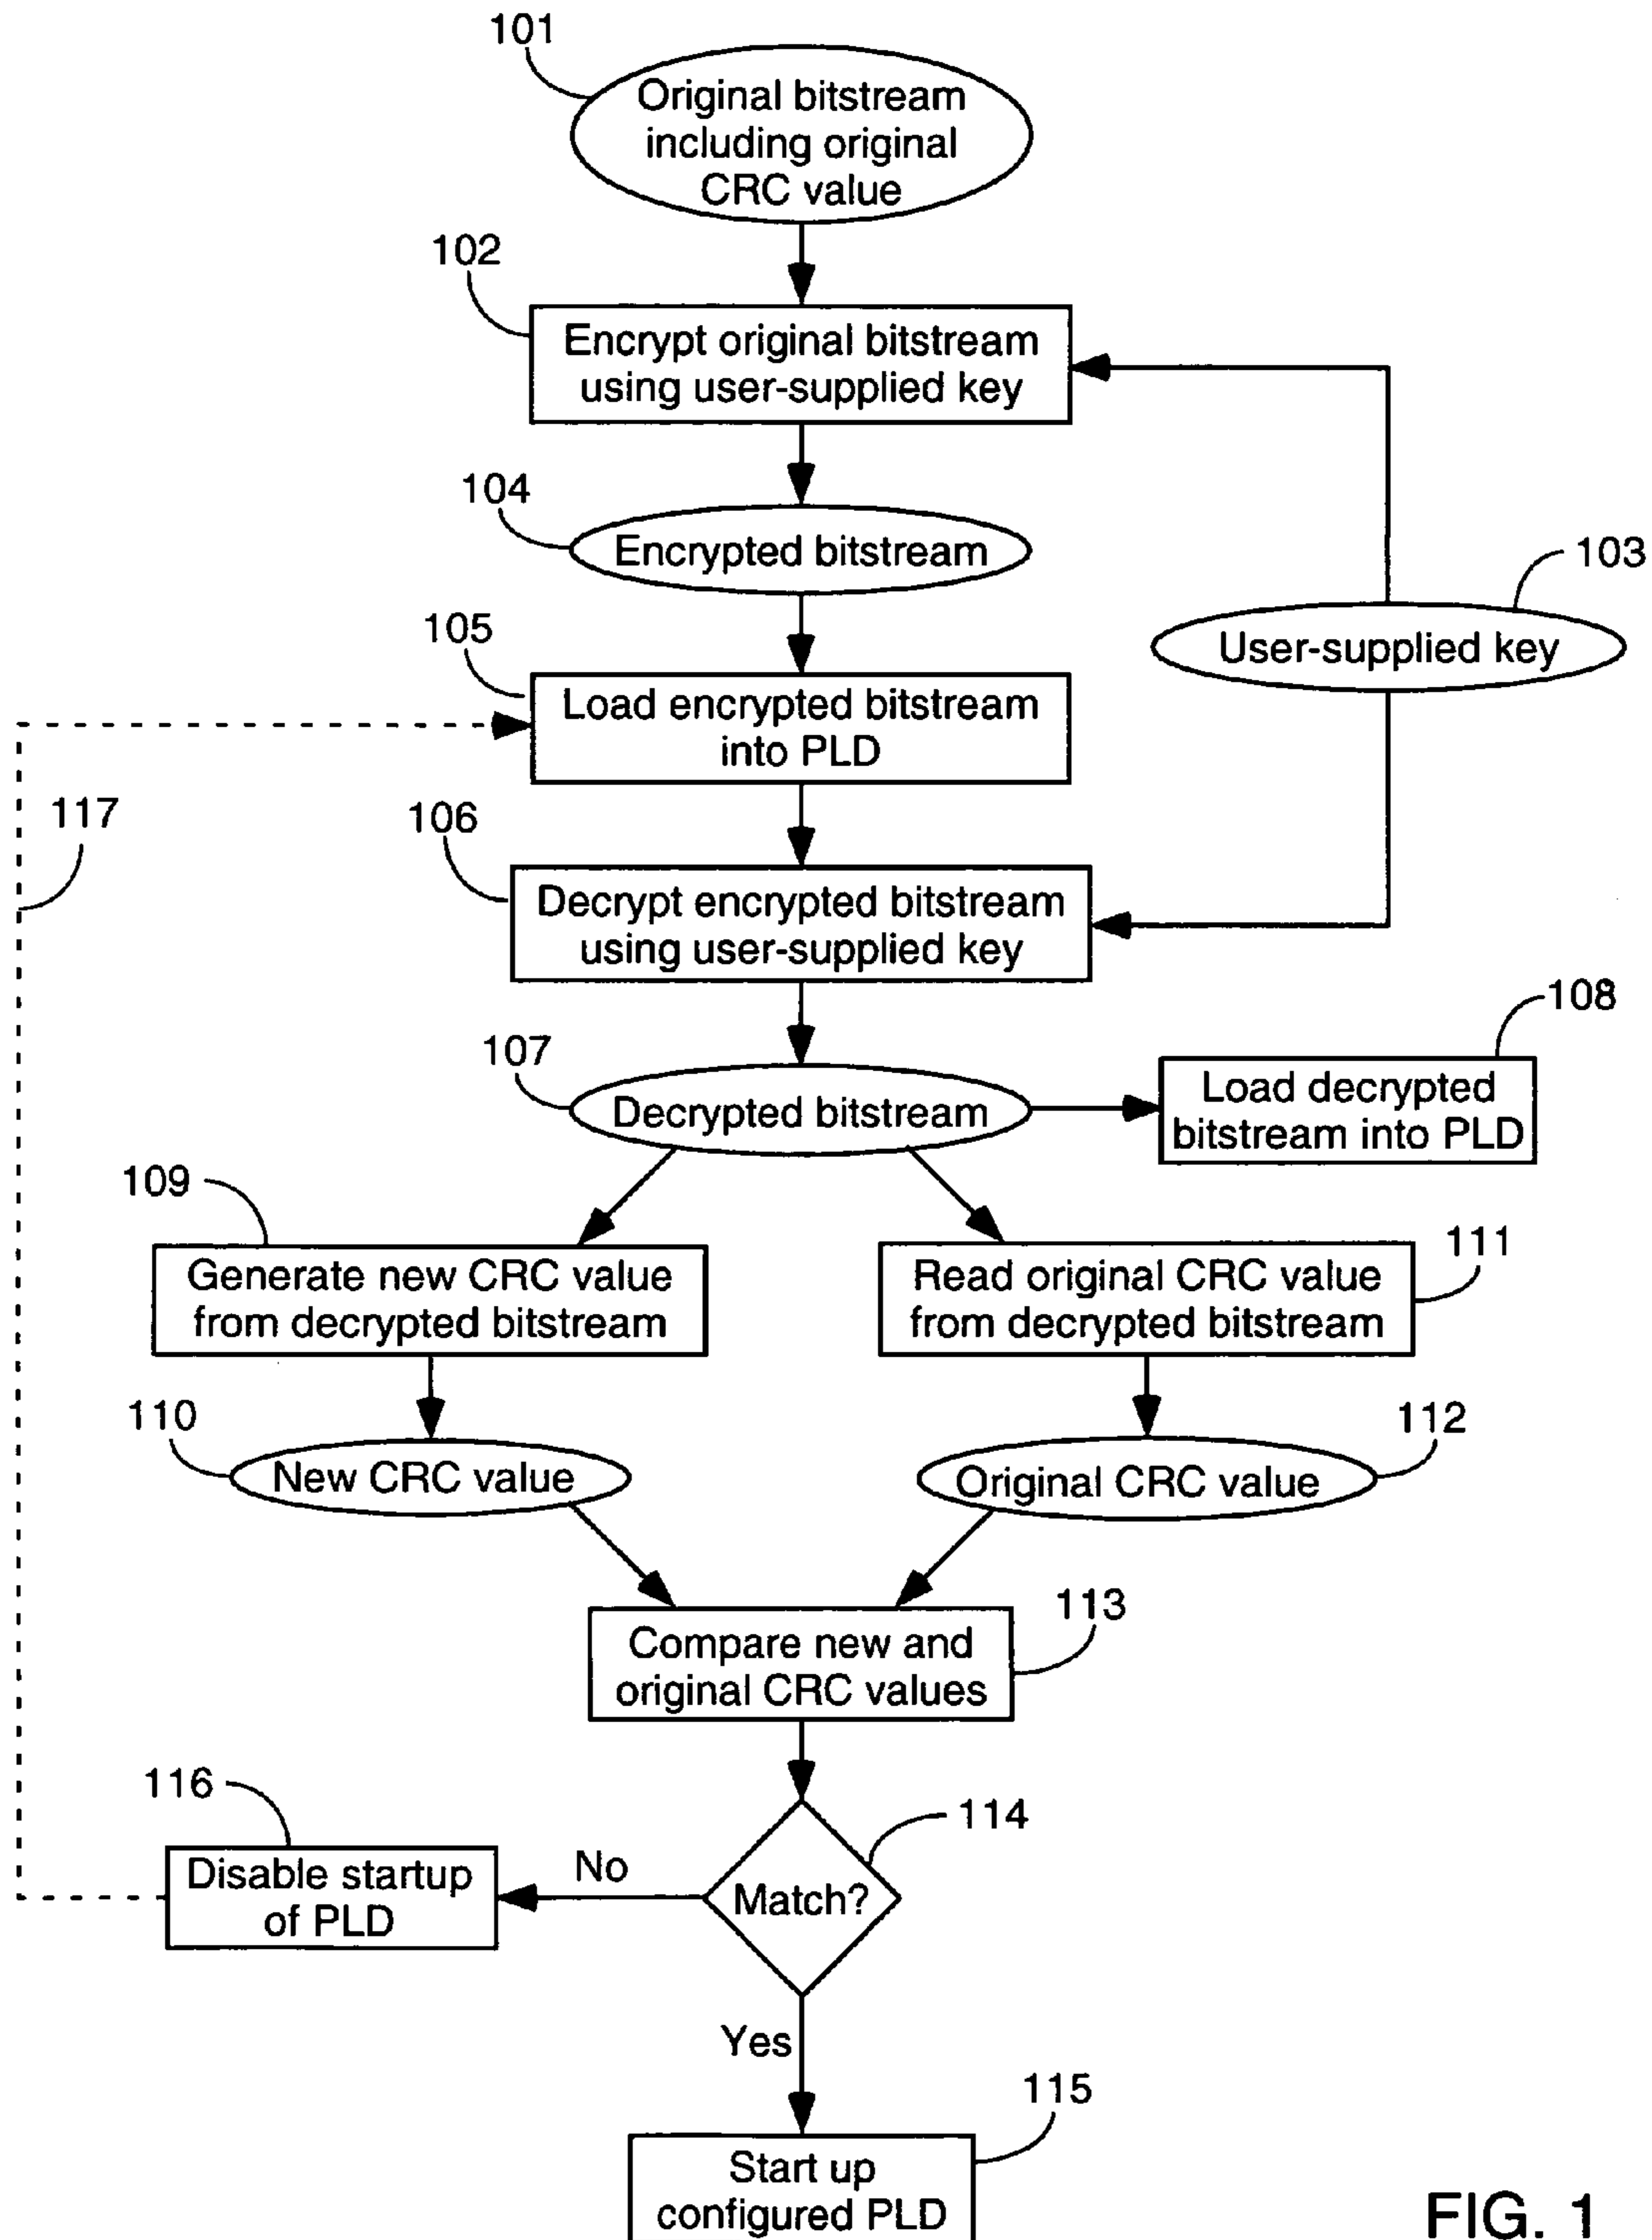 101
Original bitstream
including original
CRC value
102
Encrypt original bitstream
using user-supplied key
104
Encrypted bitstream
103
User-supplied key
105
Load encrypted bitstream
into PLD
117
106
Decrypt encrypted bitstream
using user-supplied key
108
107
Decrypted bitstream
Load decrypted
bitstream into PLD
109
Generate new CRC value
from decrypted bitstream
111
Read original CRC value
from decrypted bitstream
110
New CRC value
112
Original CRC value
113
Compare new and
original CRC values
116
Disable startup
of PLD
No
114
Match?
Yes
115
Start up
configured PLD
FIG. 1